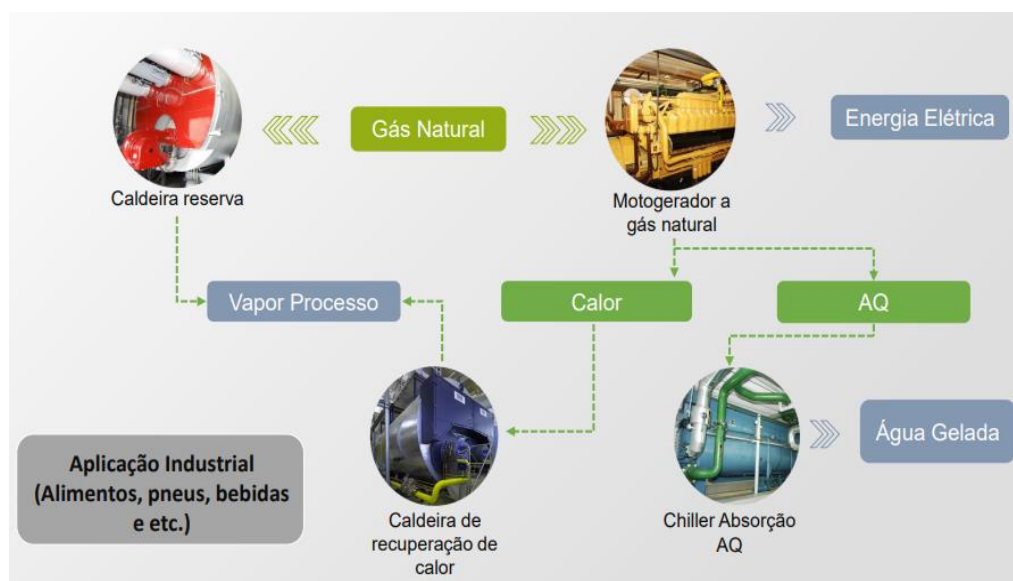 Gás Natural
Energia Elétrica
Caldeira reserva
Motogerador a
gás natural
Vapor Processo
Calor
AQ
Água Gelada
Aplicação Industrial
(Alimentos, pneus, bebidas
e etc.)
Caldeira de
recuperação de
calor
Chiller Absorção
AQ